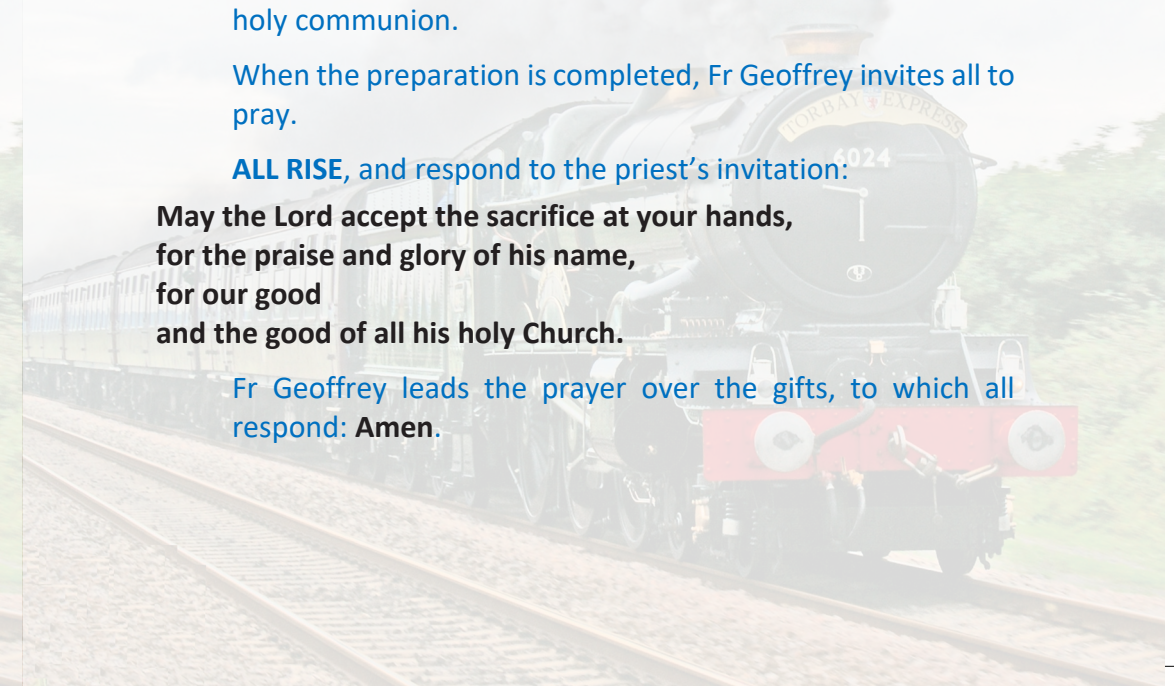 holy communion.
When the preparation is completed, Fr Geoffrey invites all to
pray.
ALL RISE, and respond to the priest’s invitation:
May the Lord accept the sacrifice at your hands,
for the praise and glory of his name,
for our good
and the good of all his holy Church.
Fr Geoffrey leads the prayer over the gifts, to which all
respond: Amen.
TORBAY EXPRESS
6024